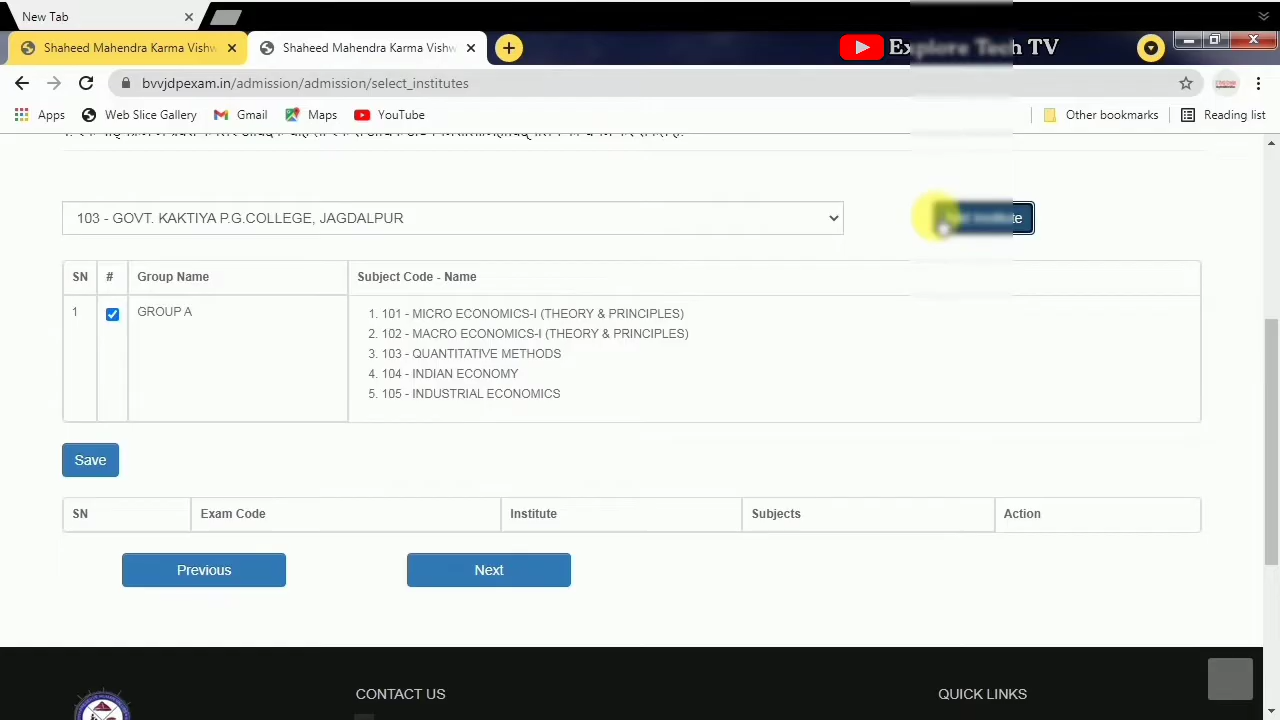 New Tab
Shaheed Mahendra Karma Vishw
Shaheed Mahendra Karma Vishw
Explore Tech TV
bvvjdpexam.in/admission/admission/select_institutes
Apps
Web Slice Gallery
Gmail
Maps
YouTube
Other bookmarks
Reading list
103 - GOVT. KAKTIYA P.G.COLLEGE, JAGDALPUR
SN
#
Group Name
Subject Code - Name
1
GROUP A
1. 101 - MICRO ECONOMICS-I (THEORY & PRINCIPLES)
2. 102 - MACRO ECONOMICS-I (THEORY & PRINCIPLES)
3. 103 - QUANTITATIVE METHODS
4. 104 - INDIAN ECONOMY
5. 105 - INDUSTRIAL ECONOMICS
Save
SN
Exam Code
Institute
Subjects
Action
Previous
Next
CONTACT US
QUICK LINKS